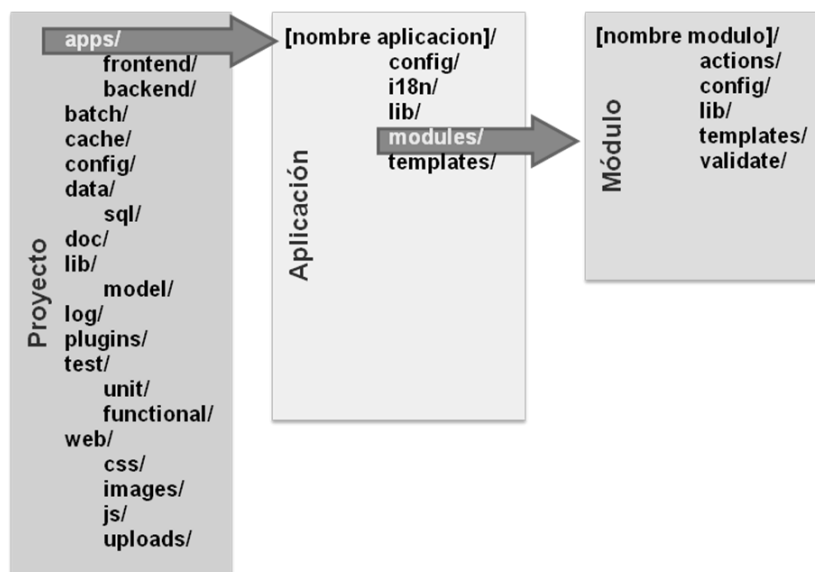 apps/
frontend/
backend/
batch/
cache/
config/
data/
sql/
doc/
lib/
model/
log/
plugins/
test/
unit/
functional/
web/
css/
images/
js/
uploads/
Proyecto
[nombre aplicacion]/
config/
i18n/
lib/
modules/
templates/
Aplicación
[nombre modulo]/
actions/
config/
lib/
templates/
validate/
Módulo